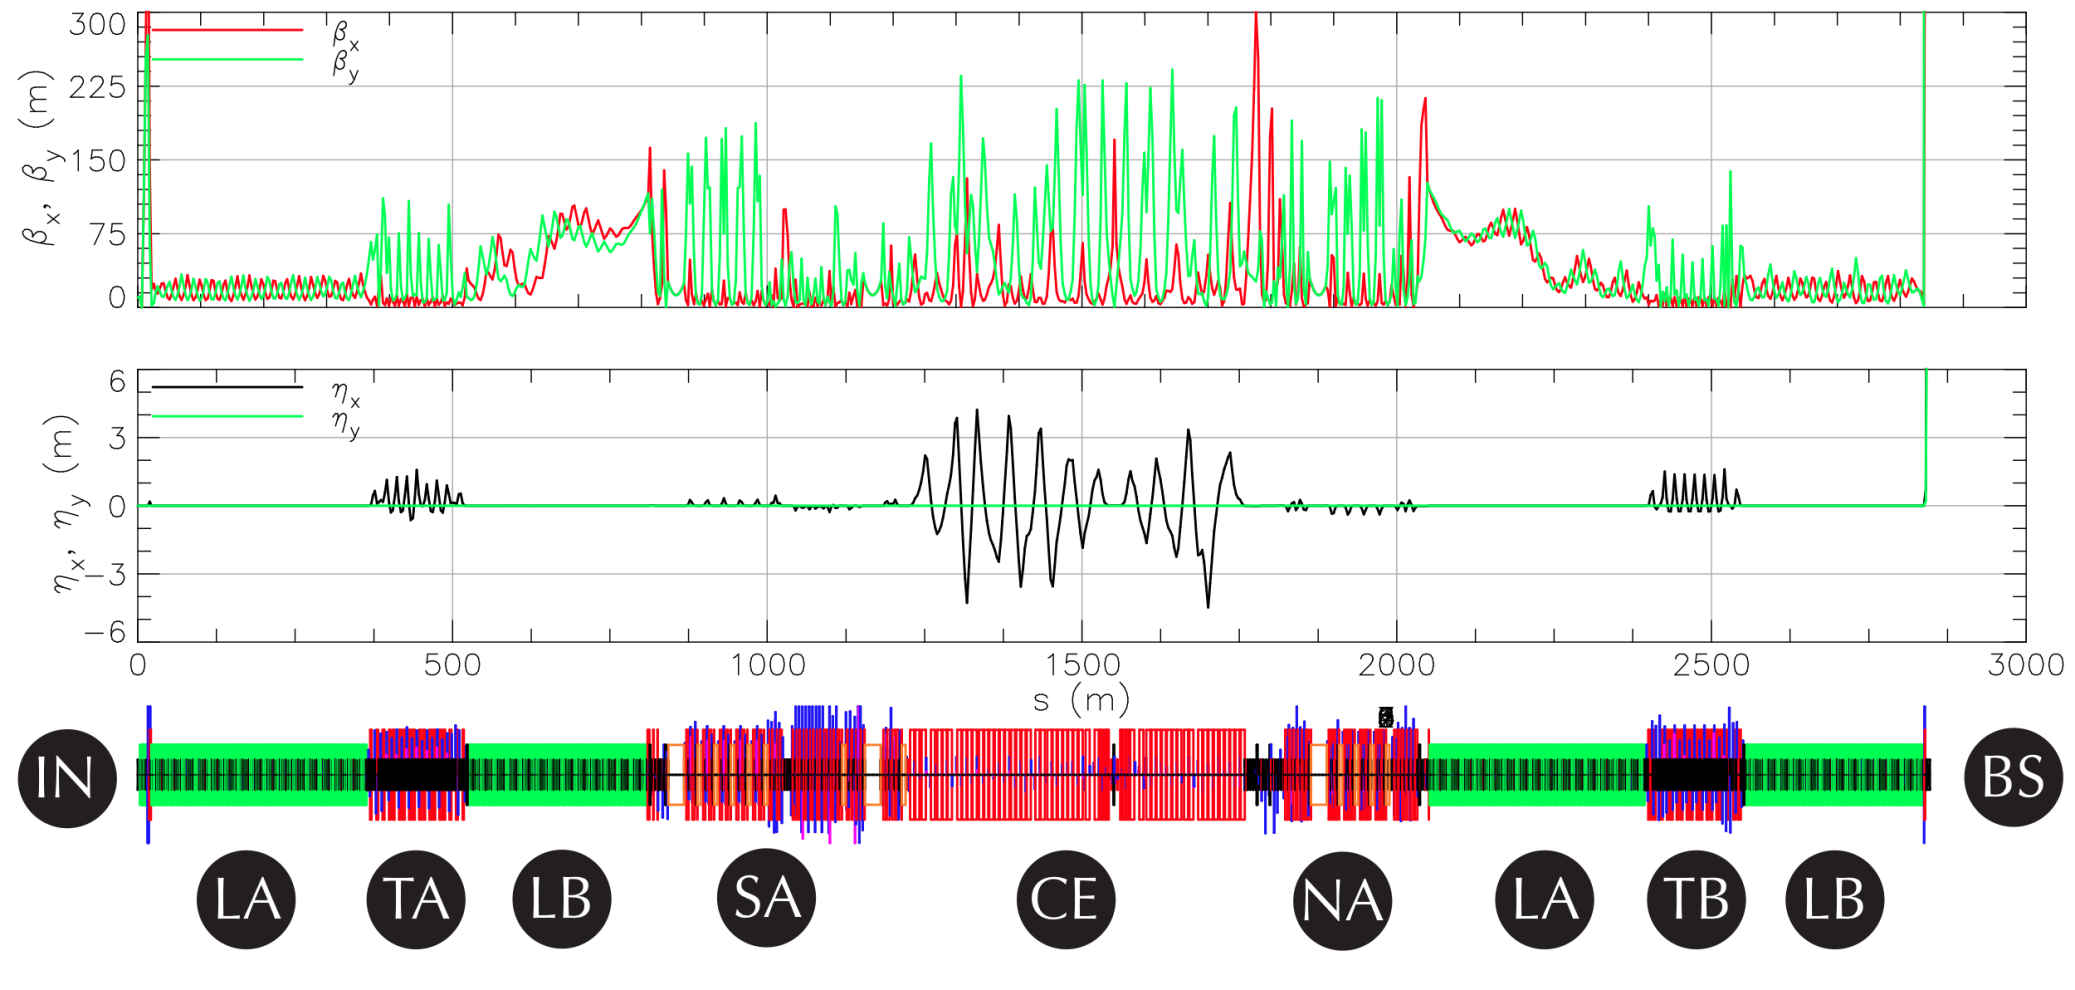 300
225
150
75
0
βx, βy (m)
βx
βy
6
3
0
−3
−6
ηx, ηy (m)
ηx
ηy
0 500 1000 1500 2000 2500 3000
s (m)
IN BS
LA TA LB SA CE NA LA TB LB